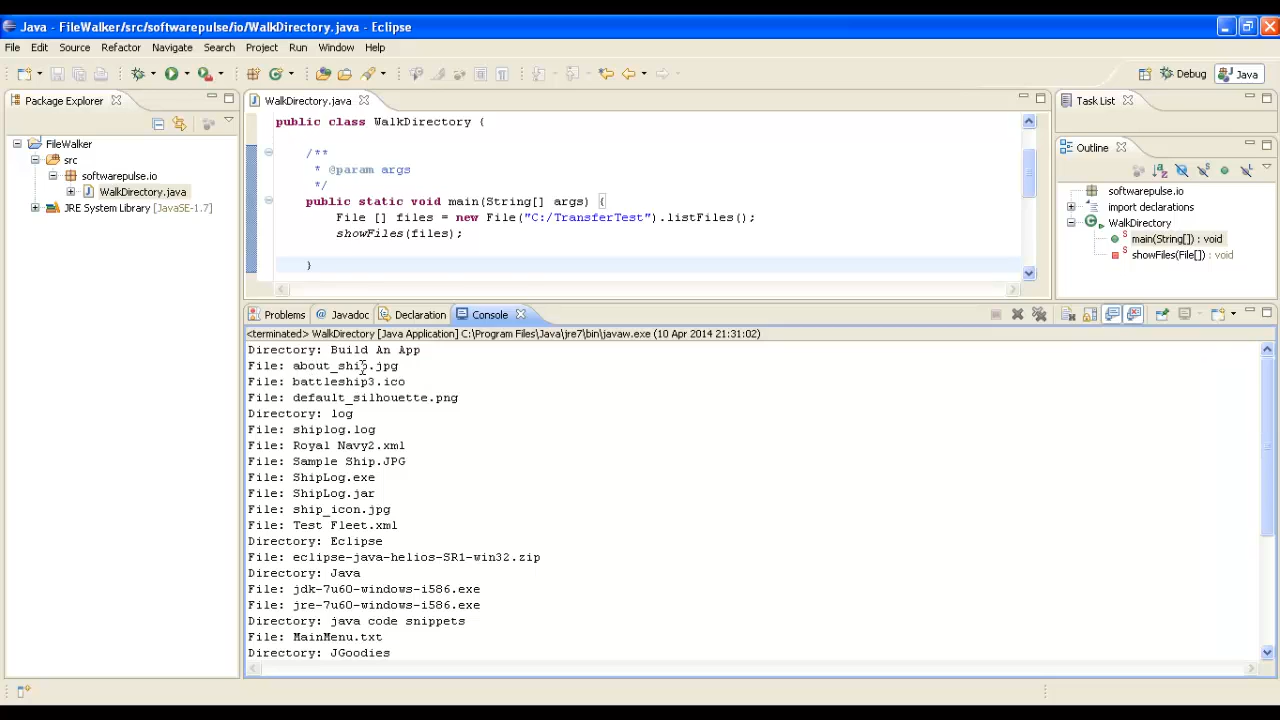 Java - FileWalker/src/softwarepulse/io/WalkDirectory.java - Eclipse
File Edit Source Refactor Navigate Search Project Run Window Help
Debug Java
Package Explorer
FileWalker
src
softwarepulse.io
WalkDirectory.java
JRE System Library [JavaSE-1.7]
WalkDirectory.java
public class WalkDirectory {
/**
* @param args
*/
public static void main(String[] args) {
File [] files = new File("C:/TransferTest").listFiles();
showFiles(files);
}
Task List
Outline
softwarepulse.io
import declarations
WalkDirectory
main(String[]) : void
showFiles(File[]) : void
Problems Javadoc Declaration Console
<terminated> WalkDirectory [Java Application] C:\Program Files\Java\jre7\bin\javaw.exe (10 Apr 2014 21:31:02)
Directory: Build An App
File: about_ship.jpg
File: battleship3.ico
File: default_silhouette.png
Directory: log
File: shiplog.log
File: Royal Navy2.xml
File: Sample Ship.JPG
File: ShipLog.exe
File: ShipLog.jar
File: ship_icon.jpg
File: Test Fleet.xml
Directory: Eclipse
File: eclipse-java-helios-SR1-win32.zip
Directory: Java
File: jdk-7u60-windows-i586.exe
File: jre-7u60-windows-i586.exe
Directory: java code snippets
File: MainMenu.txt
Directory: JGoodies